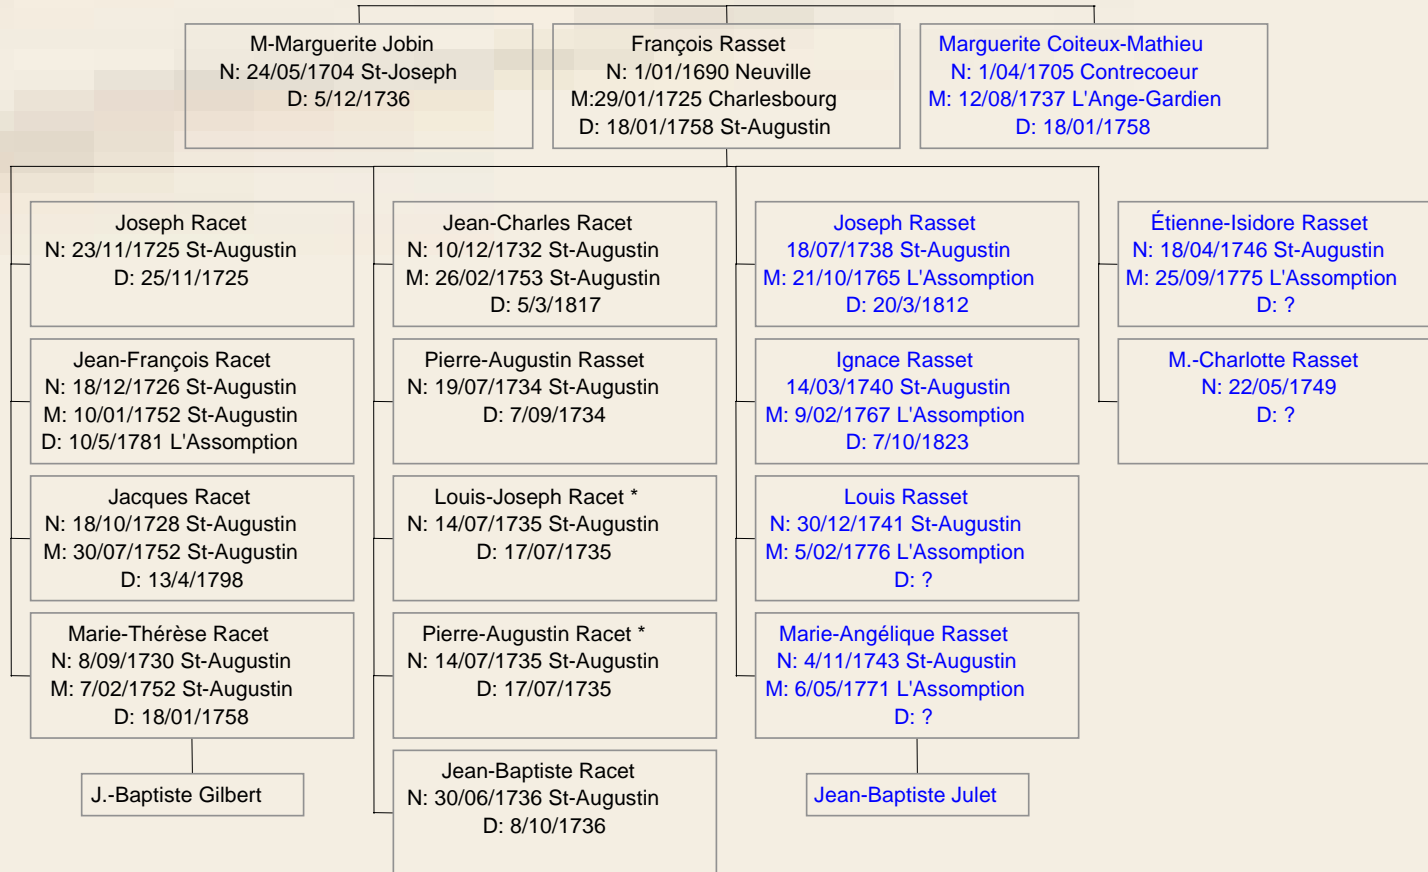 M-Marguerite Jobin
N: 24/05/1704 St-Joseph
D: 5/12/1736
François Rasset
N: 1/01/1690 Neuville
M:29/01/1725 Charlesbourg
D: 18/01/1758 St-Augustin
Marguerite Coiteux-Mathieu
N: 1/04/1705 Contrecoeur
M: 12/08/1737 L'Ange-Gardien
D: 18/01/1758
Joseph Racet
N: 23/11/1725 St-Augustin
D: 25/11/1725
Jean-François Racet
N: 18/12/1726 St-Augustin
M: 10/01/1752 St-Augustin
D: 10/5/1781 L'Assomption
Jacques Racet
N: 18/10/1728 St-Augustin
M: 30/07/1752 St-Augustin
D: 13/4/1798
Marie-Thérèse Racet
N: 8/09/1730 St-Augustin
M: 7/02/1752 St-Augustin
D: 18/01/1758
J.-Baptiste Gilbert
Jean-Charles Racet
N: 10/12/1732 St-Augustin
M: 26/02/1753 St-Augustin
D: 5/3/1817
Pierre-Augustin Rasset
N: 19/07/1734 St-Augustin
D: 7/09/1734
Louis-Joseph Racet *
N: 14/07/1735 St-Augustin
D: 17/07/1735
Pierre-Augustin Racet *
N: 14/07/1735 St-Augustin
D: 17/07/1735
Jean-Baptiste Racet
N: 30/06/1736 St-Augustin
D: 8/10/1736
Joseph Rasset
18/07/1738 St-Augustin
M: 21/10/1765 L'Assomption
D: 20/3/1812
Ignace Rasset
14/03/1740 St-Augustin
M: 9/02/1767 L'Assomption
D: 7/10/1823
Louis Rasset
N: 30/12/1741 St-Augustin
M: 5/02/1776 L'Assomption
D: ?
Marie-Angélique Rasset
N: 4/11/1743 St-Augustin
M: 6/05/1771 L'Assomption
D: ?
Jean-Baptiste Julet
Étienne-Isidore Rasset
N: 18/04/1746 St-Augustin
M: 25/09/1775 L'Assomption
D: ?
M.-Charlotte Rasset
N: 22/05/1749
D: ?